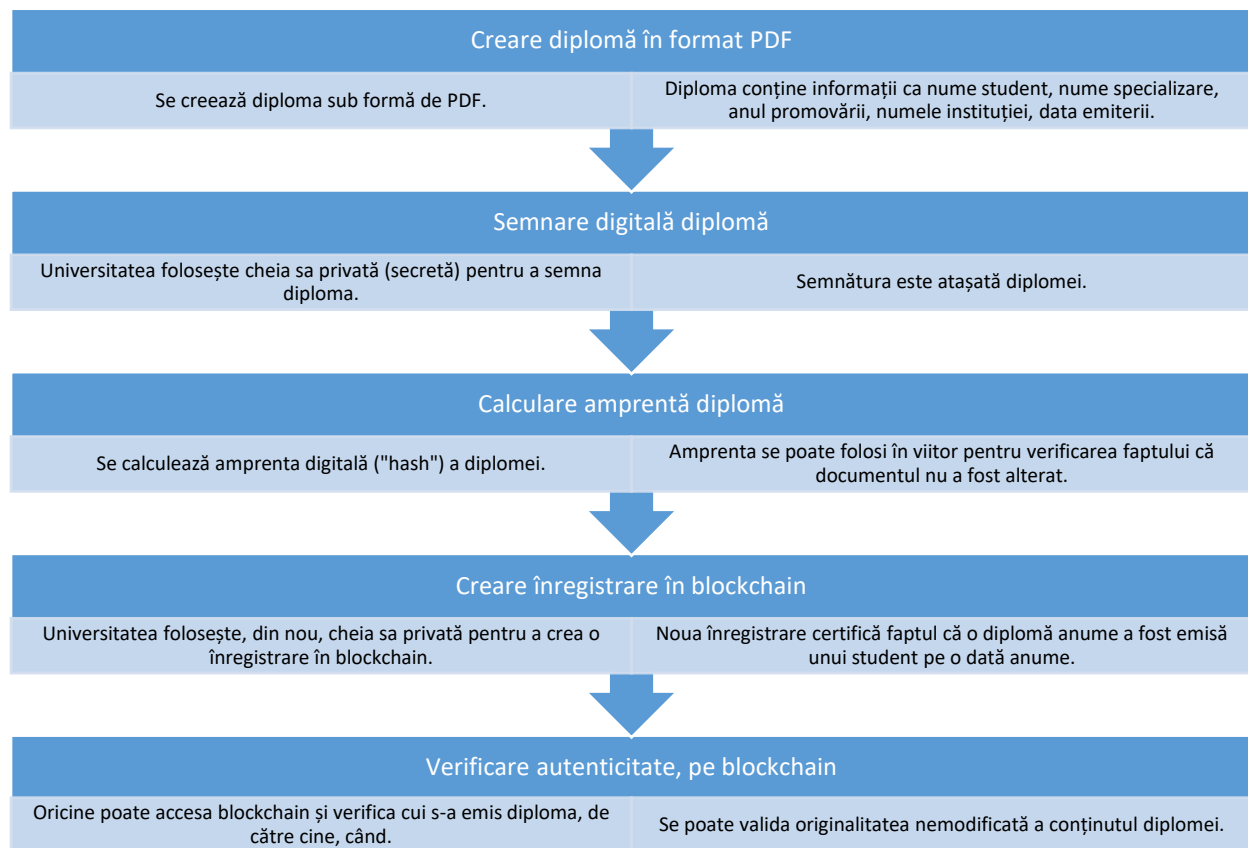 Creare diplomă în format PDF
Se creează diploma sub formă de PDF.
Diploma conține informații ca nume student, nume specializare,
anul promovării, numele instituției, data emiterii.
Semnare digitală diplomă
Universitatea folosește cheia sa privată (secretă) pentru a semna
diploma.
Semnătura este atașată diplomei.
Calculare amprentă diplomă
Se calculează amprenta digitală ("hash") a diplomei.
Amprenta se poate folosi în viitor pentru verificarea faptului că
documentul nu a fost alterat.
Creare înregistrare în blockchain
Universitatea folosește, din nou, cheia sa privată pentru a crea o
înregistrare în blockchain.
Noua înregistrare certifică faptul că o diplomă anume a fost emisă
unui student pe o dată anume.
Verificare autenticitate, pe blockchain
Oricine poate accesa blockchain și verifica cui s-a emis diploma, de
către cine, când.
Se poate valida originalitatea nemodificată a conținutul diplomei.